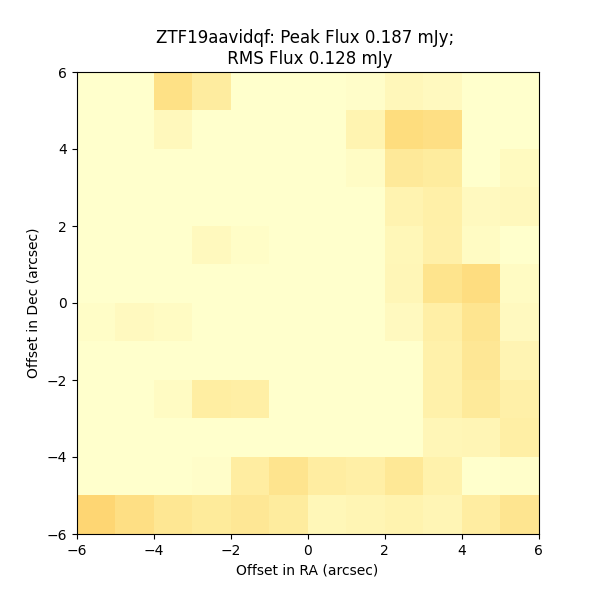 ZTF19aavidqf: Peak Flux 0.187 mJy;
RMS Flux 0.128 mJy
6
4
2
0
−2
−4
−6
Offset in Dec (arcsec)
−6 −4 −2 0 2 4 6
Offset in RA (arcsec)